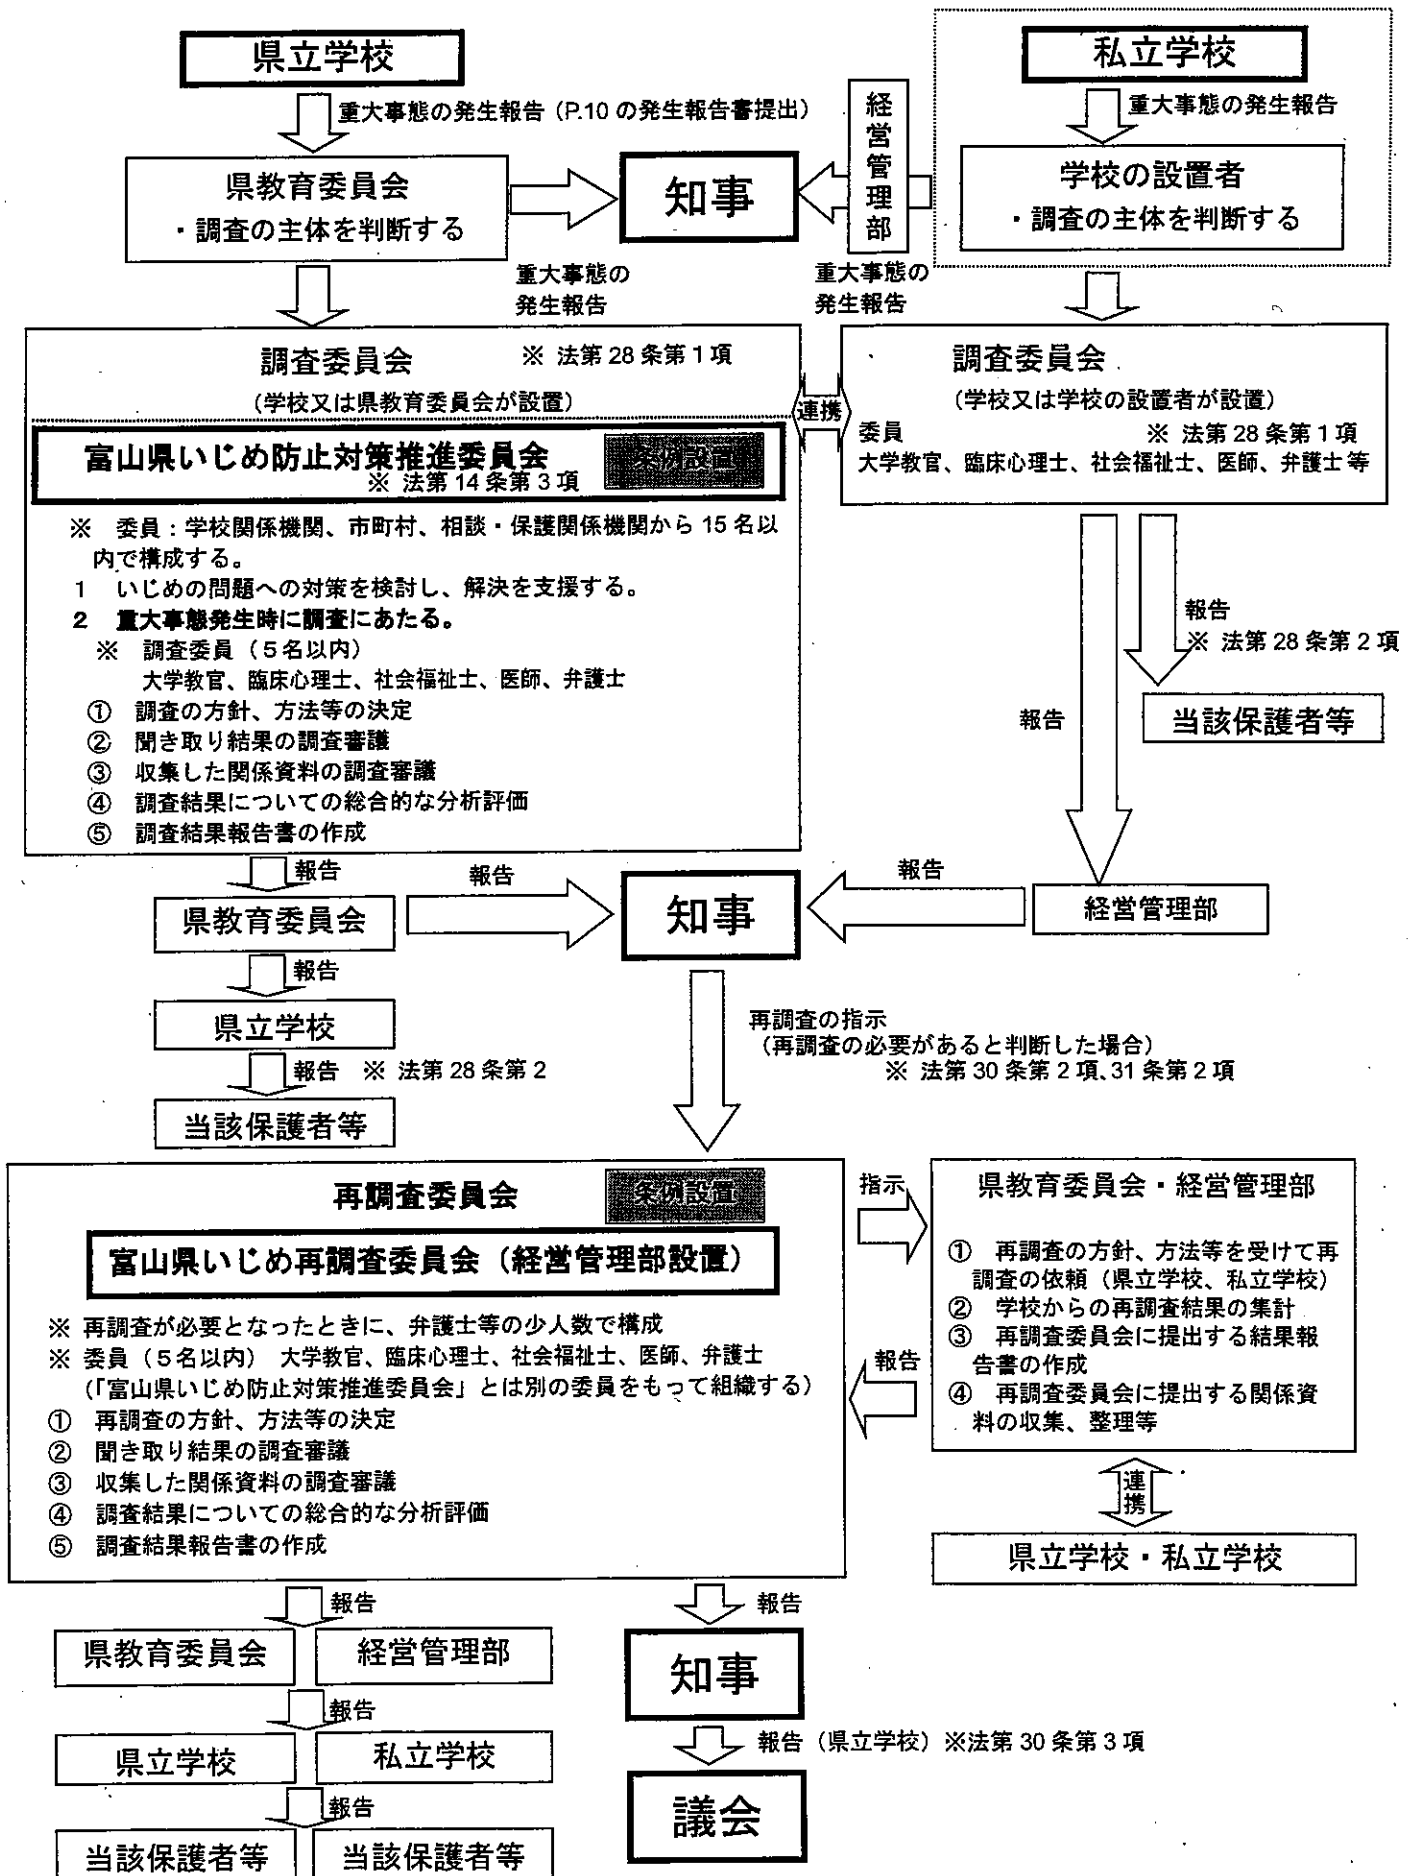 県立学校
私立学校
重大事態の発生報告（P.10 の発生報告書提出）
経営管理部
重大事態の発生報告
県教育委員会
・調査の主体を判断する
知事
学校の設置者
・調査の主体を判断する
重大事態の
発生報告
重大事態の
発生報告
調査委員会　※ 法第 28 条第 1 項
（学校又は県教育委員会が設置）
連携
調査委員会
（学校又は学校の設置者が設置）
委員　※ 法第 28 条第 1 項
大学教官、臨床心理士、社会福祉士、医師、弁護士 等
富山県いじめ防止対策推進委員会　条例設置
※ 法第 14 条第 3 項
※　委員：学校関係機関、市町村、相談・保護関係機関から 15 名以
内で構成する。
１　いじめの問題への対策を検討し、解決を支援する。
２　重大事態発生時に調査にあたる。
※　調査委員（５名以内）
大学教官、臨床心理士、社会福祉士、医師、弁護士
①　調査の方針、方法等の決定
②　聞き取り結果の調査審議
③　収集した関係資料の調査審議
④　調査結果についての総合的な分析評価
⑤　調査結果報告書の作成
報告
※ 法第 28 条第 2 項
報告
当該保護者等
報告
報告
報告
県教育委員会
知事
経営管理部
報告
県立学校
再調査の指示
（再調査の必要があると判断した場合）
※ 法第 30 条第 2 項、31 条第 2 項
報告　※ 法第 28 条第 2
当該保護者等
再調査委員会　条例設置
富山県いじめ再調査委員会（経営管理部設置）
※ 再調査が必要となったときに、弁護士等の少人数で構成
※ 委員（５名以内）　大学教官、臨床心理士、社会福祉士、医師、弁護士
（「富山県いじめ防止対策推進委員会」とは別の委員をもって組織する）
①　再調査の方針、方法等の決定
②　聞き取り結果の調査審議
③　収集した関係資料の調査審議
④　調査結果についての総合的な分析評価
⑤　調査結果報告書の作成
指示
報告
県教育委員会・経営管理部
①　再調査の方針、方法等を受けて再
調査の依頼（県立学校、私立学校）
②　学校からの再調査結果の集計
③　再調査委員会に提出する結果報
告書の作成
④　再調査委員会に提出する関係資
料の収集、整理等
連携
県立学校・私立学校
報告
報告
県教育委員会
経営管理部
知事
報告
県立学校
私立学校
報告（県立学校）※法第 30 条第 3 項
報告
当該保護者等
当該保護者等
議会